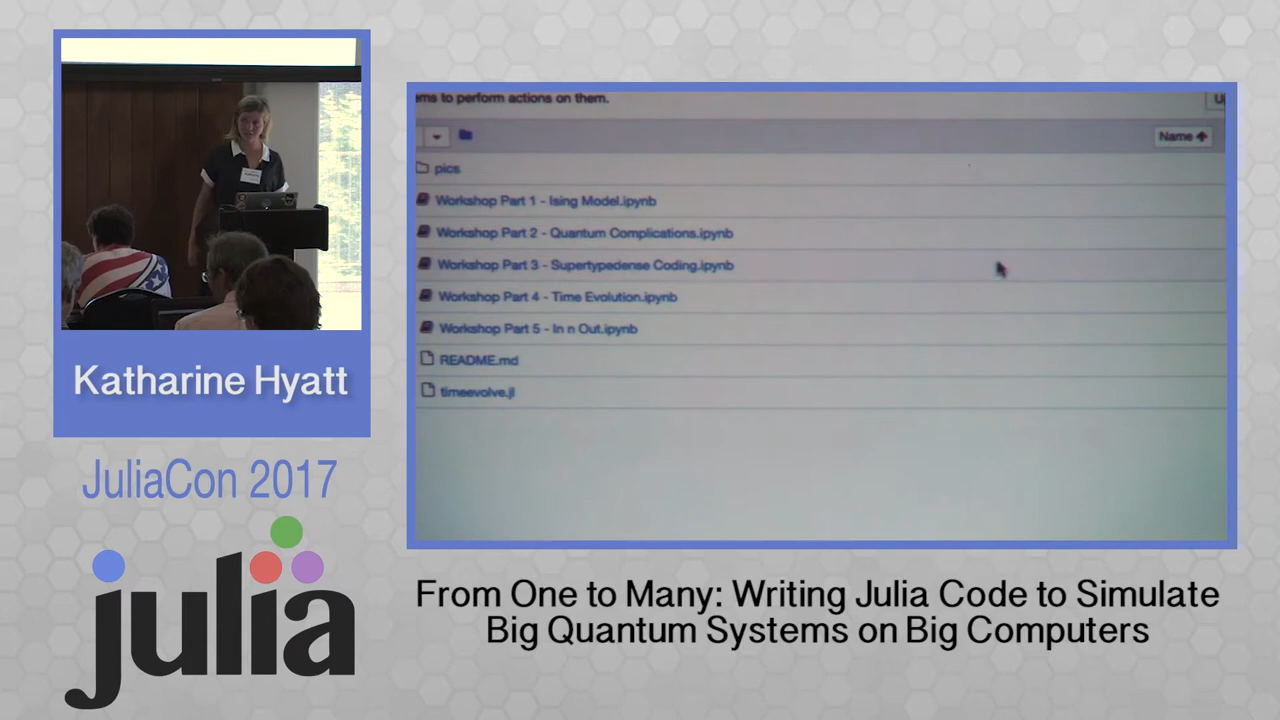 Katharine Hyatt
JuliaCon 2017
julia
ems to perform actions on them.
Name
pics
Workshop Part 1 - Ising Model.ipynb
Workshop Part 2 - Quantum Complications.ipynb
Workshop Part 3 - Supertypedense Coding.ipynb
Workshop Part 4 - Time Evolution.ipynb
Workshop Part 5 - In n Out.ipynb
README.md
timeevolve.jl
From One to Many: Writing Julia Code to Simulate
Big Quantum Systems on Big Computers